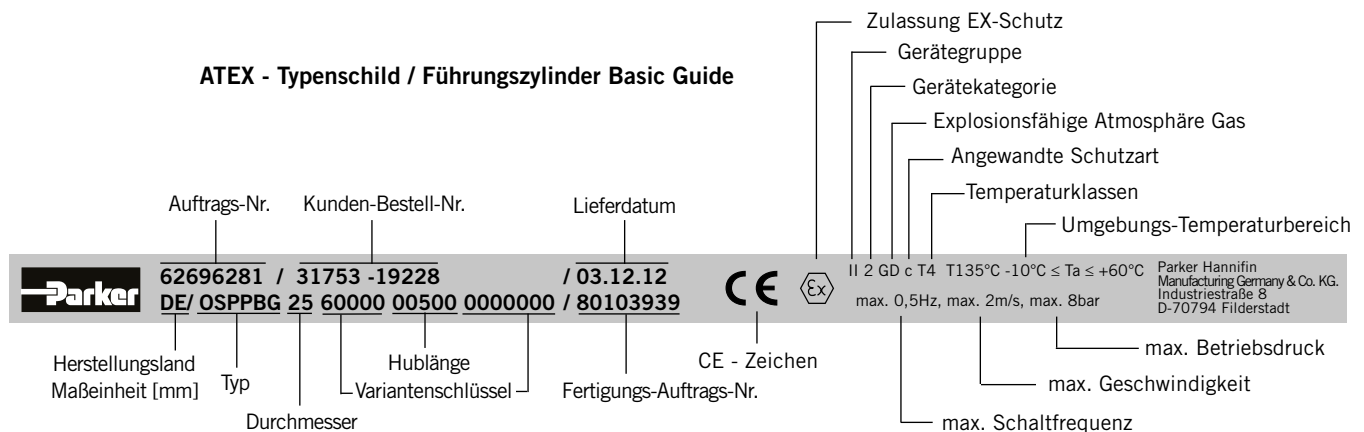 Zulassung EX-Schutz
Gerätegruppe
ATEX - Typenschild / Führungszylinder Basic Guide
Gerätekategorie
Explosionsfähige Atmosphäre Gas
Angewandte Schutzart
Temperaturklassen
Auftrags-Nr. Kunden-Bestell-Nr. Lieferdatum
Umgebungs-Temperaturbereich
Parker
62696281 / 31753 -19228 / 03.12.12
DE/ OSPPBG 25 60000 00500 0000000 / 80103939
CE
Ex
II 2 GD c T4 T135°C -10°C ≤ Ta ≤ +60°C
max. 0,5Hz, max. 2m/s, max. 8bar
Parker Hannifin
Manufacturing Germany & Co. KG.
Industriestraße 8
D-70794 Filderstadt
Herstellungsland
Maßeinheit [mm]
Typ
Durchmesser
Hublänge
Variantenschlüssel
Fertigungs-Auftrags-Nr.
CE - Zeichen
max. Betriebsdruck
max. Geschwindigkeit
max. Schaltfrequenz